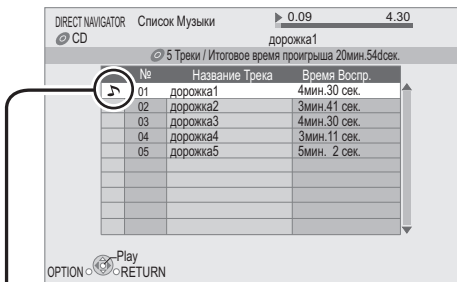 DIRECT NAVIGATOR Список Музыки 0.09 4.30
CD дорожка1
5 Треки / Итоговое время проигрыша 20мин.54dсек.
№ Название Трека Время Воспр.
01 дорожка1 4мин.30 сек.
02 дорожка2 3мин.41 сек.
03 дорожка3 4мин.30 сек.
04 дорожка4 3мин.11 сек.
05 дорожка5 5мин. 2 сек.
Play
OPTION RETURN